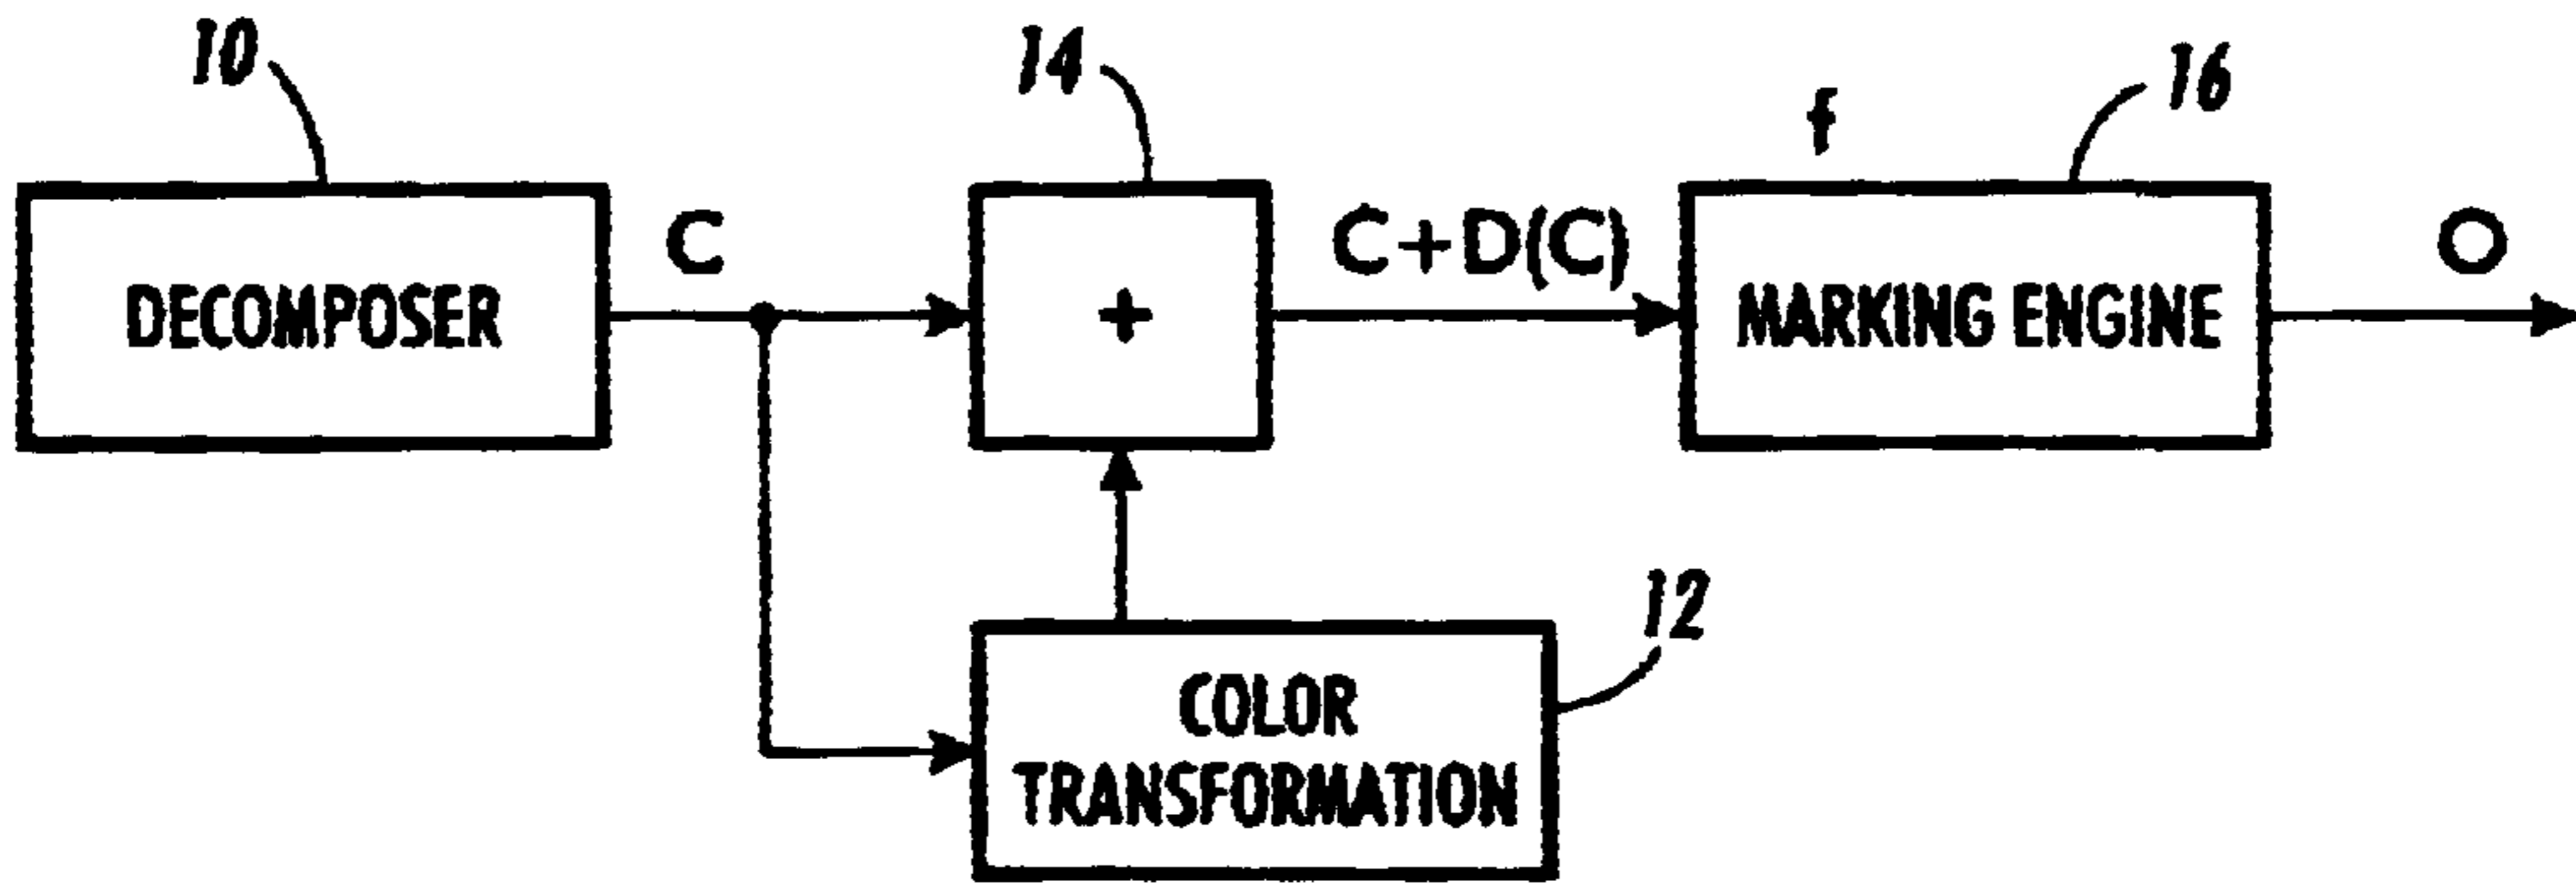 10
14
f
16
C
C+D(C)
O
DECOMPOSER
+
MARKING ENGINE
12
COLOR
TRANSFORMATION